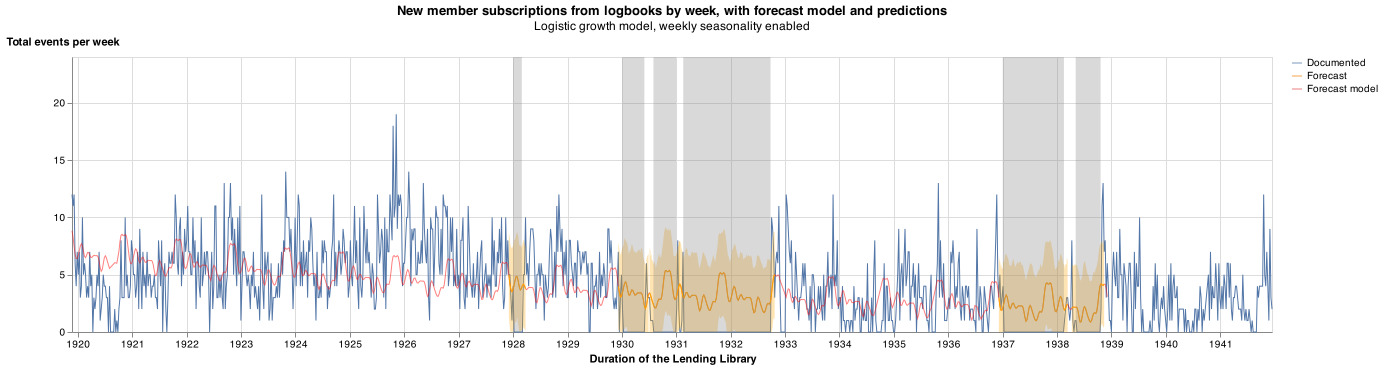 New member subscriptions from logbooks by week, with forecast model and predictions
Logistic growth model, weekly seasonality enabled
Total events per week
Documented
Forecast
Forecast model
20
15
10
5
0
1920 1921 1922 1923 1924 1925 1926 1927 1928 1929 1930 1931 1932 1933 1934 1935 1936 1937 1938 1939 1940 1941
Duration of the Lending Library